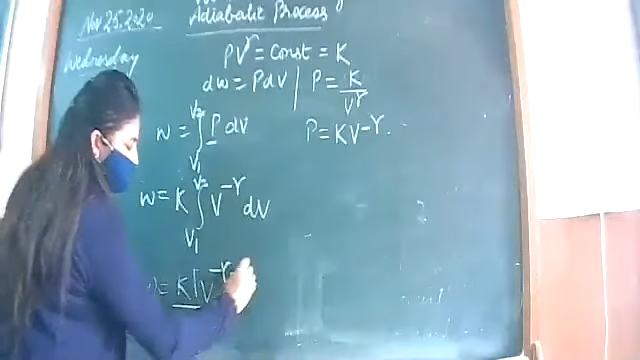 Nov 25, 2020
Adiabatic Process
Wednesday
PV^γ = Const = K
dw = PdV | P = K/V^γ
w = ∫_{V1}^{V2} P dV
P = KV^-γ.
w = K ∫_{V1}^{V2} V^-γ dV
= K [V^-γ